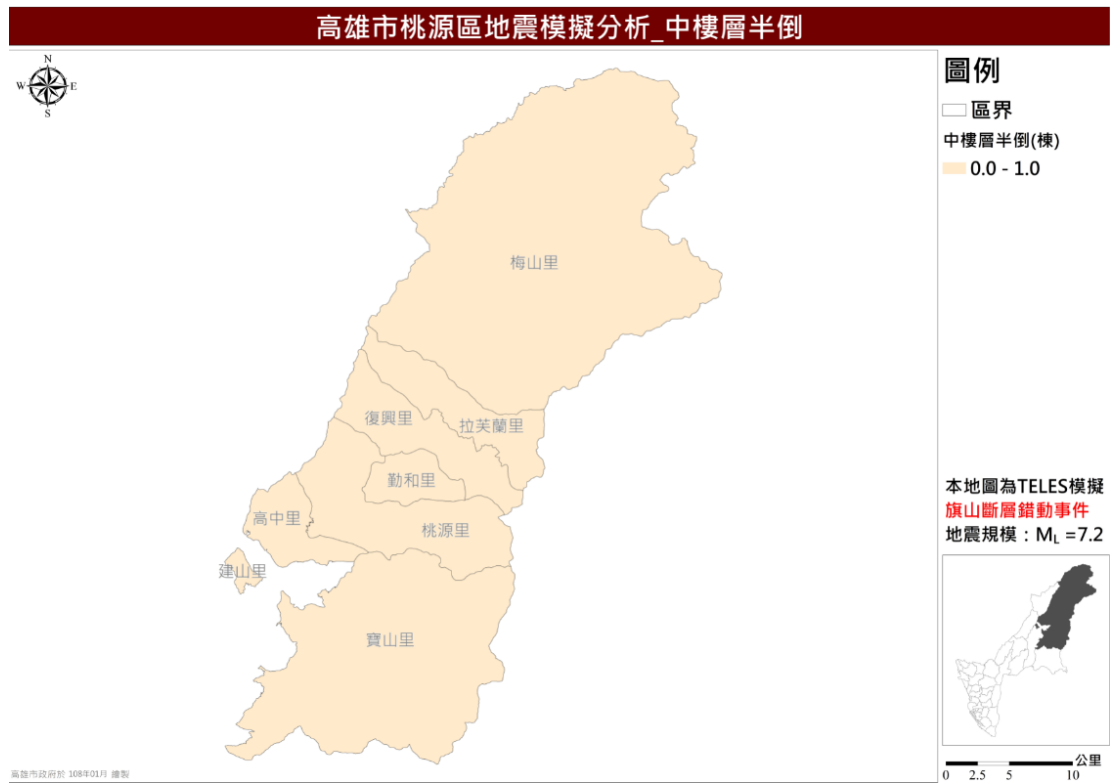 高雄市桃源區地震模擬分析_中樓層半倒
N
W E
S
圖例
區界
中樓層半倒(棟)
0.0 - 1.0
梅山里
復興里
拉芙蘭里
勤和里
高中里
桃源里
建山里
寶山里
本地圖為TELES模擬
旗山斷層錯動事件
地震規模：ML =7.2
公里
0 2.5 5 10
高雄市政府於 108年01月 繪製